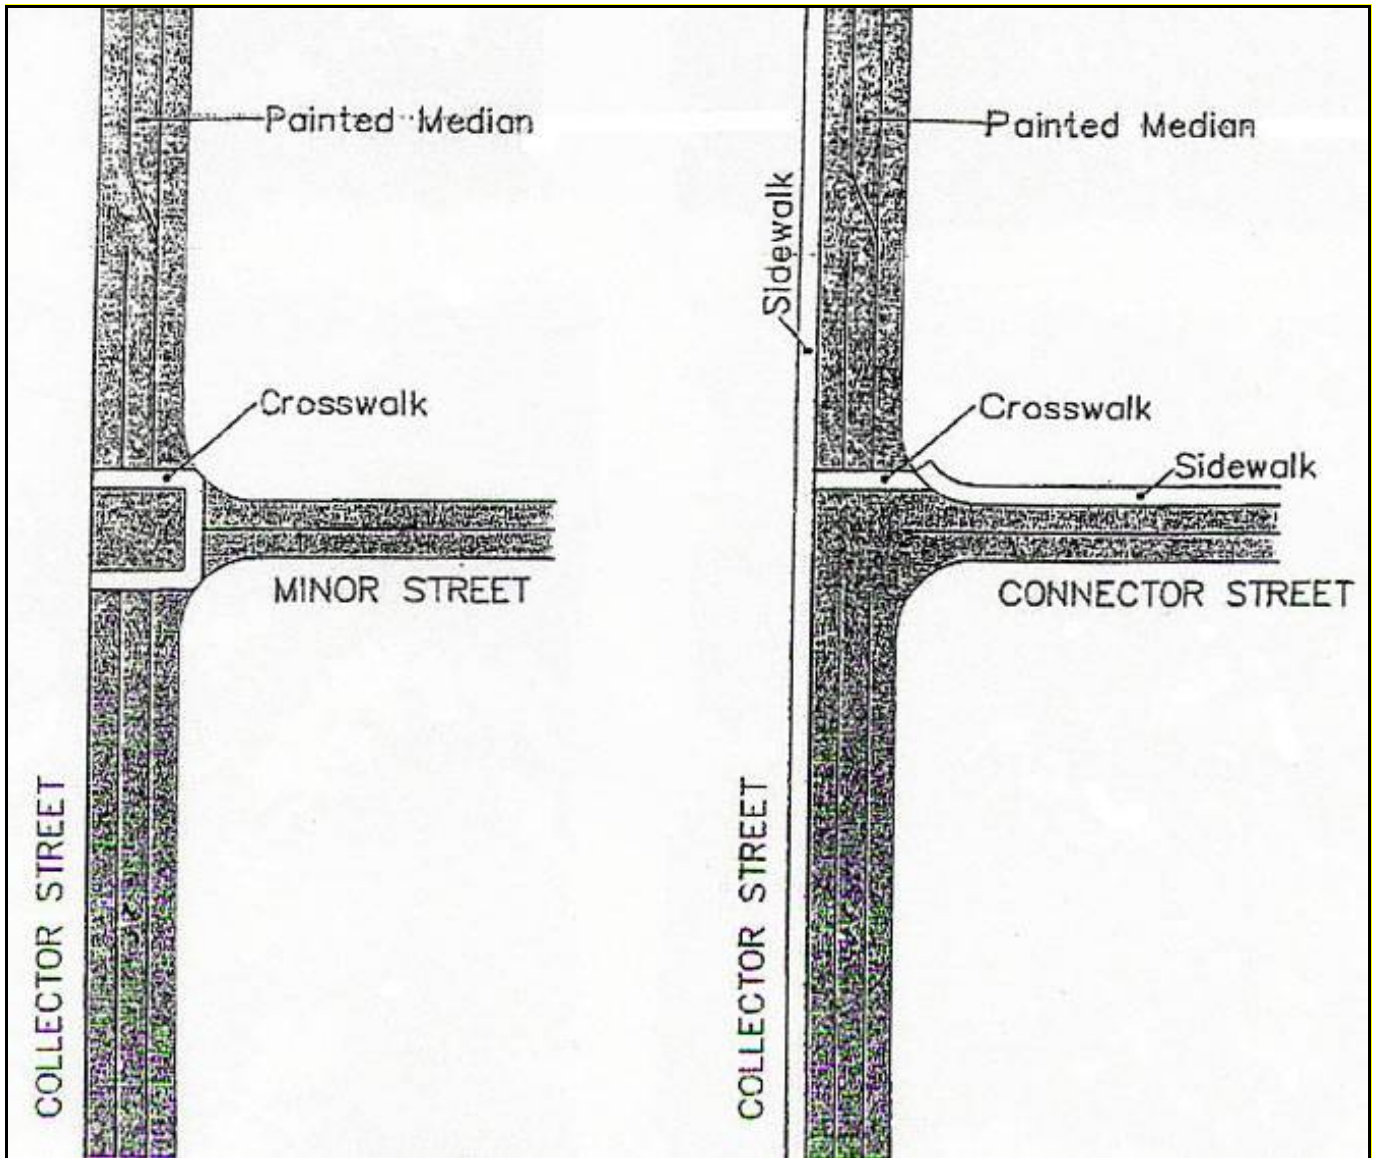 Painted Median
Crosswalk
MINOR STREET
COLLECTOR STREET
Painted Median
Sidewalk
Crosswalk
Sidewalk
CONNECTOR STREET
COLLECTOR STREET